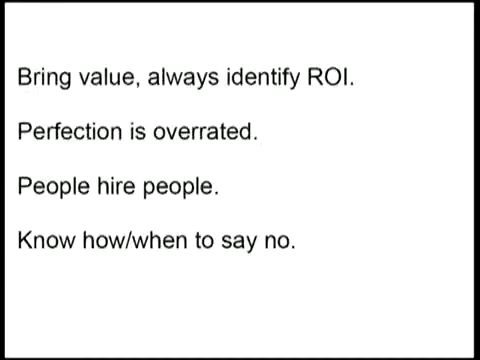 Bring value, always identify ROI.
Perfection is overrated.
People hire people.
Know how/when to say no.